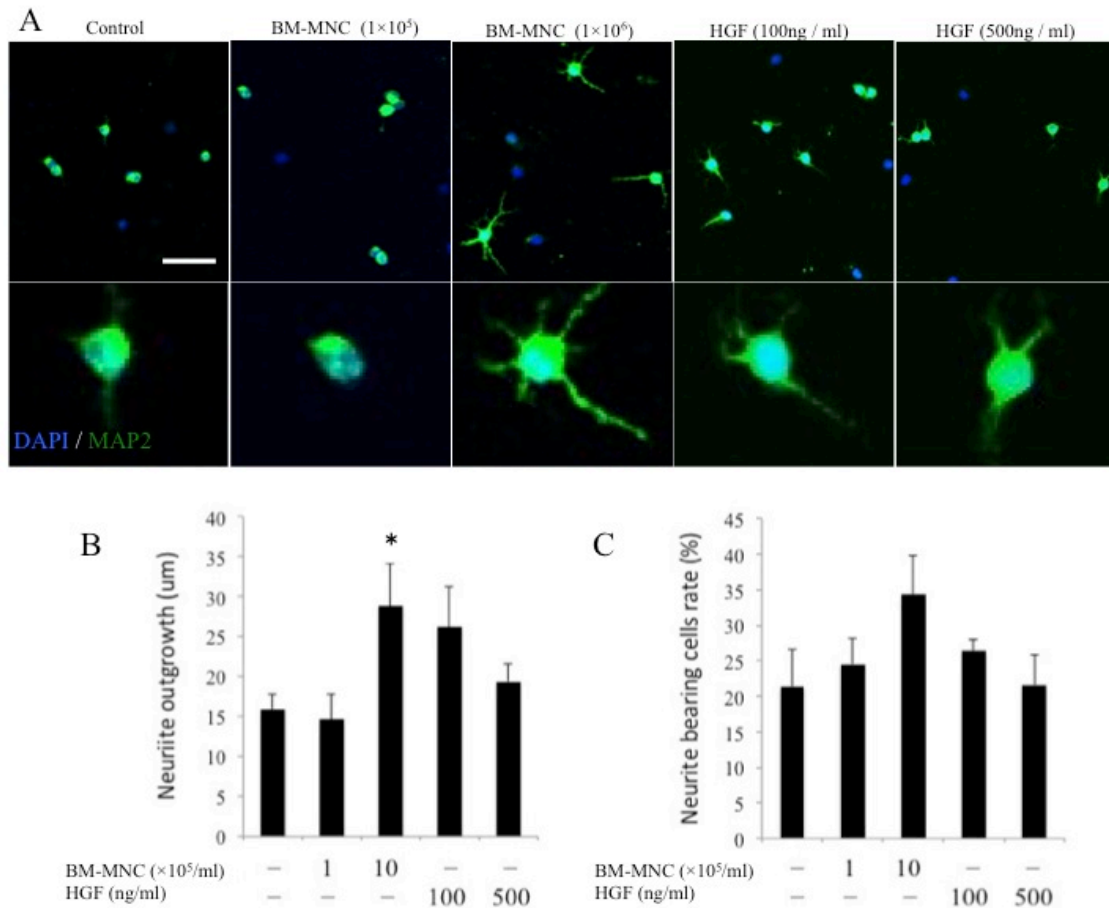 A
Control BM-MNC (1×10⁵) BM-MNC (1×10⁶) HGF (100ng / ml) HGF (500ng / ml)
DAPI / MAP2
B
*
Neuriite outgrowth (um)
40
35
30
25
20
15
10
5
0
BM-MNC (×10⁵/ml) – 1 10 – –
HGF (ng/ml) – – – 100 500
C
Neurite bearing cells rate (%)
45
40
35
30
25
20
15
10
5
0
BM-MNC (×10⁵/ml) – 1 10 – –
HGF (ng/ml) – – – 100 500